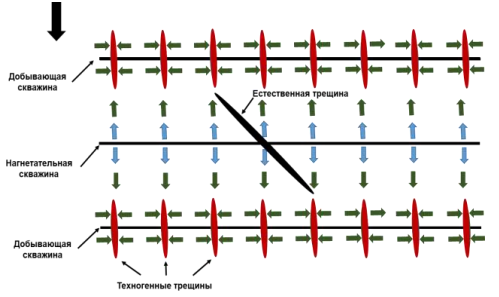 Добывающая
скважина
Естественная трещина
Нагнетательная
скважина
Добывающая
скважина
Техногенные трещины